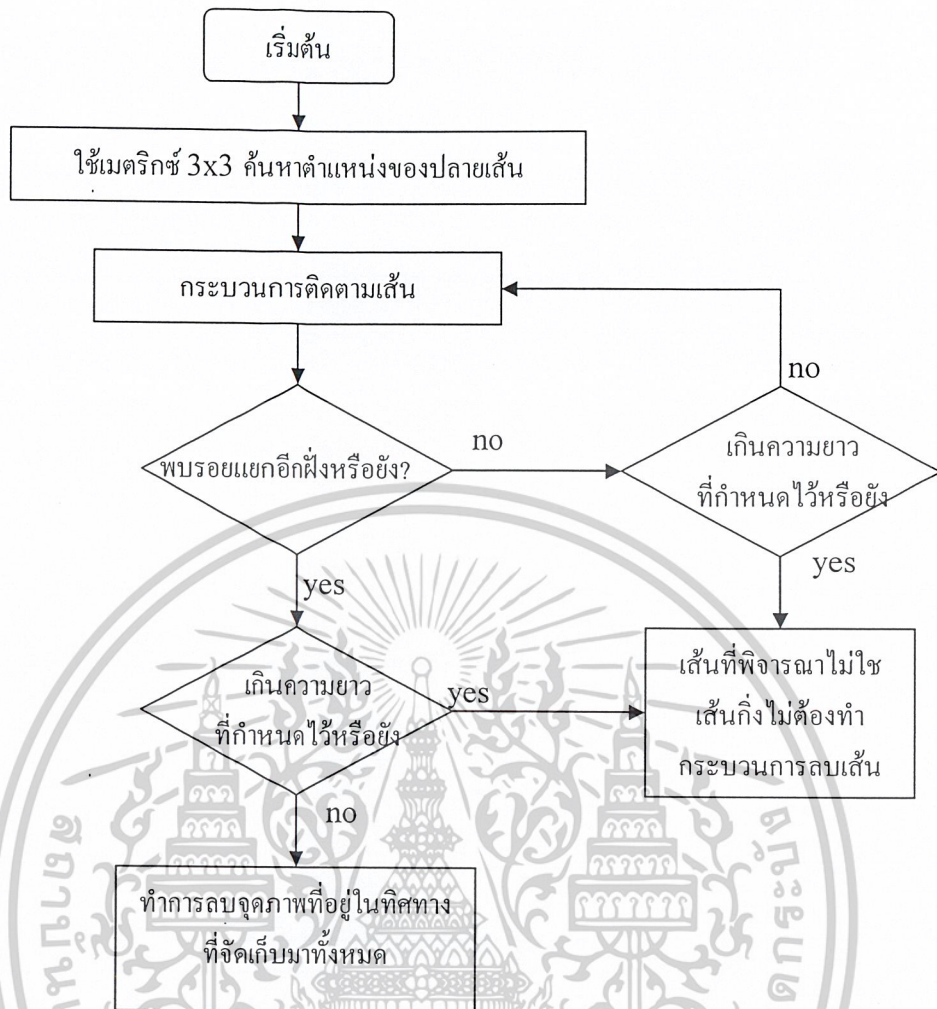 เริ่มต้น
ใช้เมตริกซ์ 3x3 ค้นหาตำแหน่งของปลายเส้น
กระบวนการติดตามเส้น
พบรอยแยกอีกฝั่งหรือยัง?
no
เกินความยาว
ที่กำหนดไว้หรือยัง
no
yes
yes
เกินความยาว
ที่กำหนดไว้หรือยัง
yes
เส้นที่พิจารณาไม่ใช
เส้นกิ่งไม่ต้องทำ
กระบวนการลบเส้น
no
ทำการลบจุดภาพที่อยู่ในทิศทาง
ที่จัดเก็บมาทั้งหมด